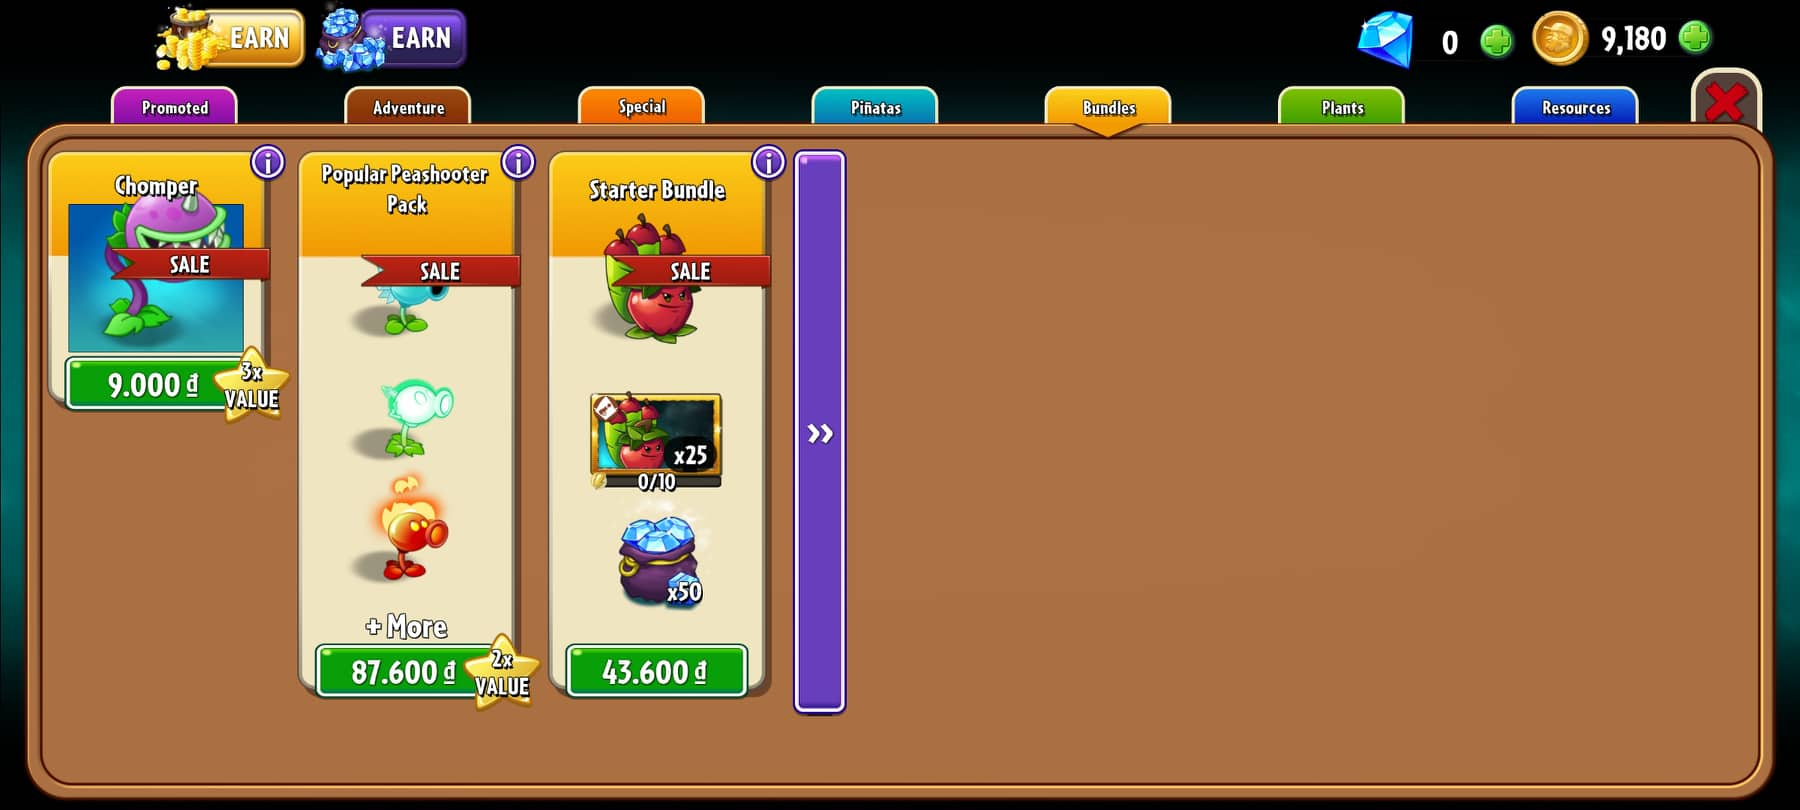 EARN
EARN
0
9,180
Promoted
Adventure
Special
Piñatas
Bundles
Plants
Resources
Chomper
SALE
9.000 ₫
3x
VALUE
Popular Peashooter
Pack
SALE
+ More
87.600 ₫
2x
VALUE
Starter Bundle
SALE
x25
0/10
x50
43.600 ₫
»